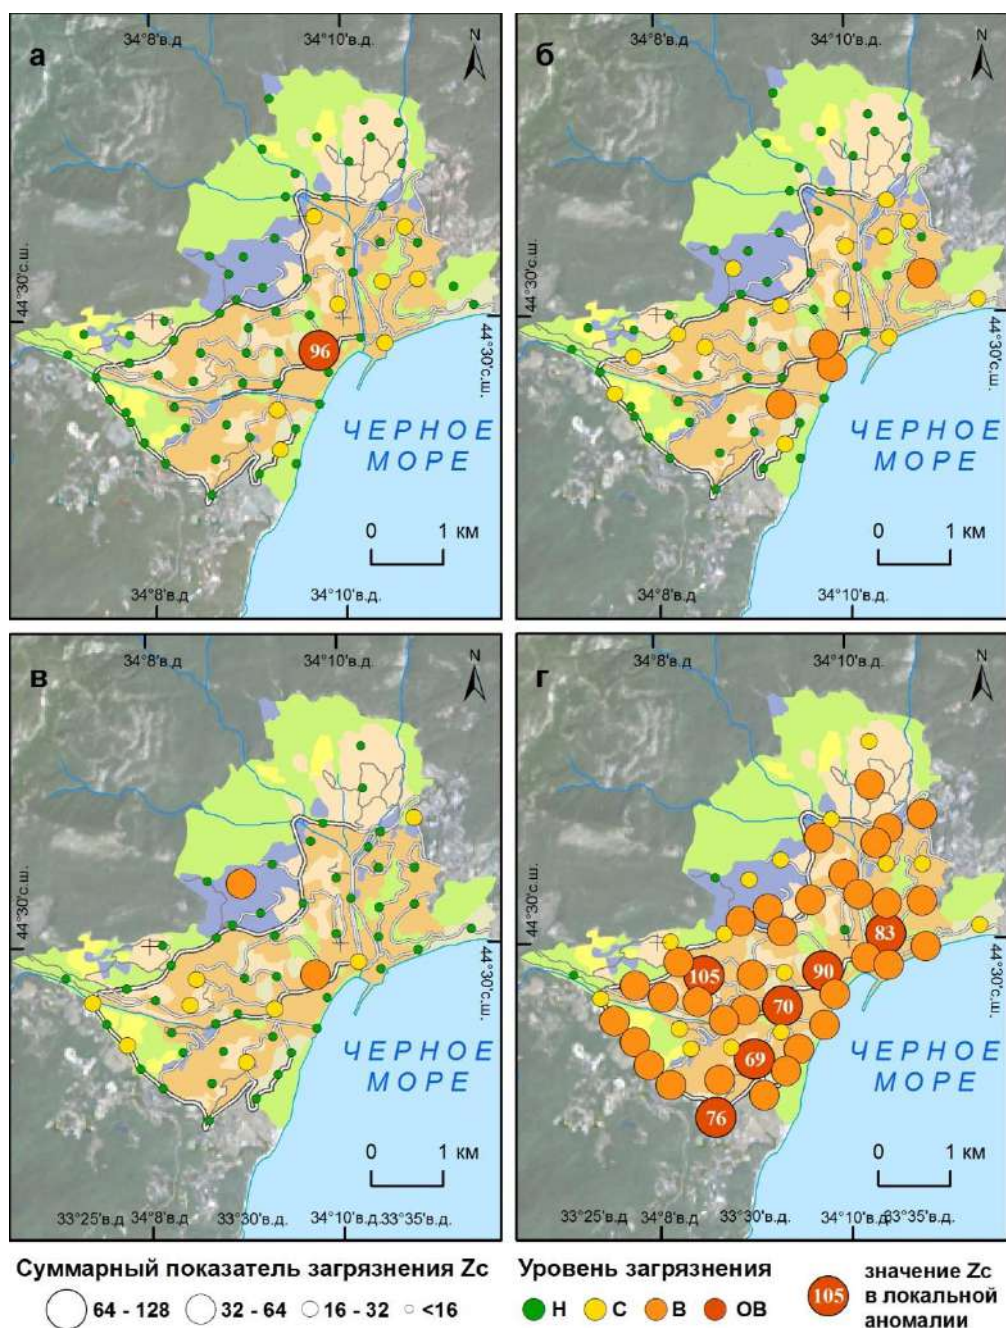 а
34°8'в.д.
34°10'в.д.
N
44°30'с.ш.
44°30'с.ш.
96
ЧЕРНОЕ
МОРЕ
0 1 км
34°8'в.д.
34°10'в.д.
б
34°8'в.д.
34°10'в.д.
N
44°30'с.ш.
44°30'с.ш.
ЧЕРНОЕ
МОРЕ
0 1 км
34°8'в.д.
34°10'в.д.
в
34°8'в.д
34°10'в.д
N
44°30'с.ш.
44°30'с.ш.
ЧЕРНОЕ
МОРЕ
0 1 км
33°25'в.д
34°8'в.д
33°30'в.д.
34°10'в.д.
33°35'в.д.
г
34°8'в.д
34°10'в.д
N
44°30'с.ш.
44°30'с.ш.
83
105
90
70
69
76
ЧЕРНОЕ
МОРЕ
0 1 км
33°25'в.д
34°8'в.д
33°30'в.д.
34°10'в.д.
33°35'в.д.
Суммарный показатель загрязнения Zc
64 - 128 32 - 64 16 - 32 <16
Уровень загрязнения
Н С В ОВ
105
значение Zc
в локальной
аномалии